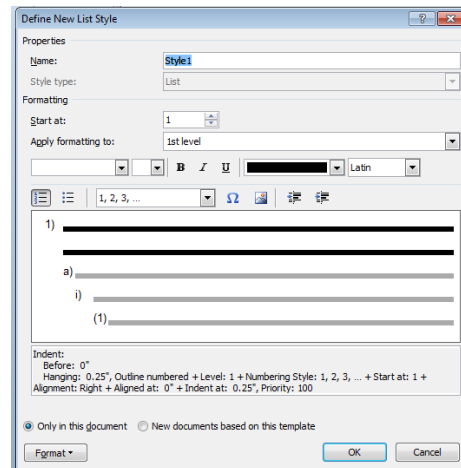 Define New List Style
Properties
Name: Style1
Style type: List
Formatting
Start at: 1
Apply formatting to: 1st level
B I U Latin
1, 2, 3, ... Ω
1)
a)
i)
(1)
Indent:
Before: 0"
Hanging: 0.25", Outline numbered + Level: 1 + Numbering Style: 1, 2, 3, ... + Start at: 1 +
Alignment: Right + Aligned at: 0" + Indent at: 0.25", Priority: 100
Only in this document New documents based on this template
Format OK Cancel